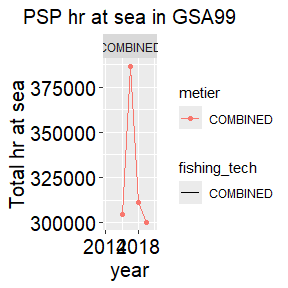 PSP hr at sea in GSA99
COMBINED
Total hr at sea
375000
350000
325000
300000
2014 2018
year
metier
COMBINED
fishing_tech
COMBINED